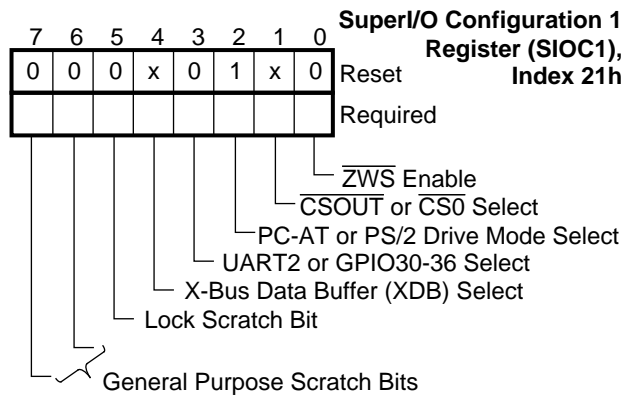 SuperI/O Configuration 1
Register (SIOC1),
Index 21h
7 6 5 4 3 2 1 0
0 0 0 x 0 1 x 0 Reset
Required
ZWS Enable
CSOUT or CS0 Select
PC-AT or PS/2 Drive Mode Select
UART2 or GPIO30-36 Select
X-Bus Data Buffer (XDB) Select
Lock Scratch Bit
General Purpose Scratch Bits